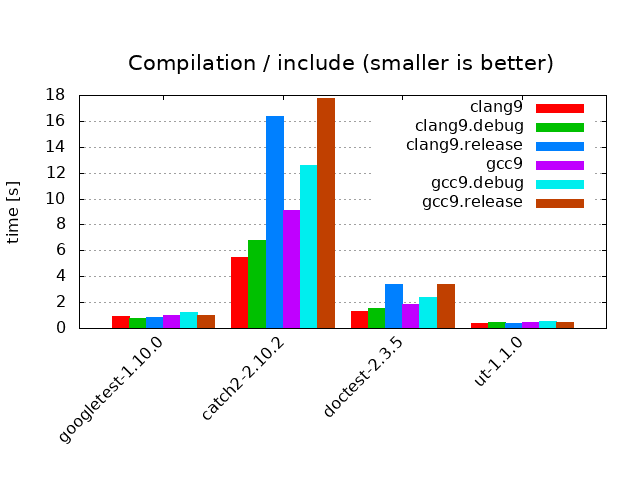 Compilation / include (smaller is better)
time [s]
18
16
14
12
10
8
6
4
2
0
clang9
clang9.debug
clang9.release
gcc9
gcc9.debug
gcc9.release
googletest-1.10.0
catch2-2.10.2
doctest-2.3.5
ut-1.1.0